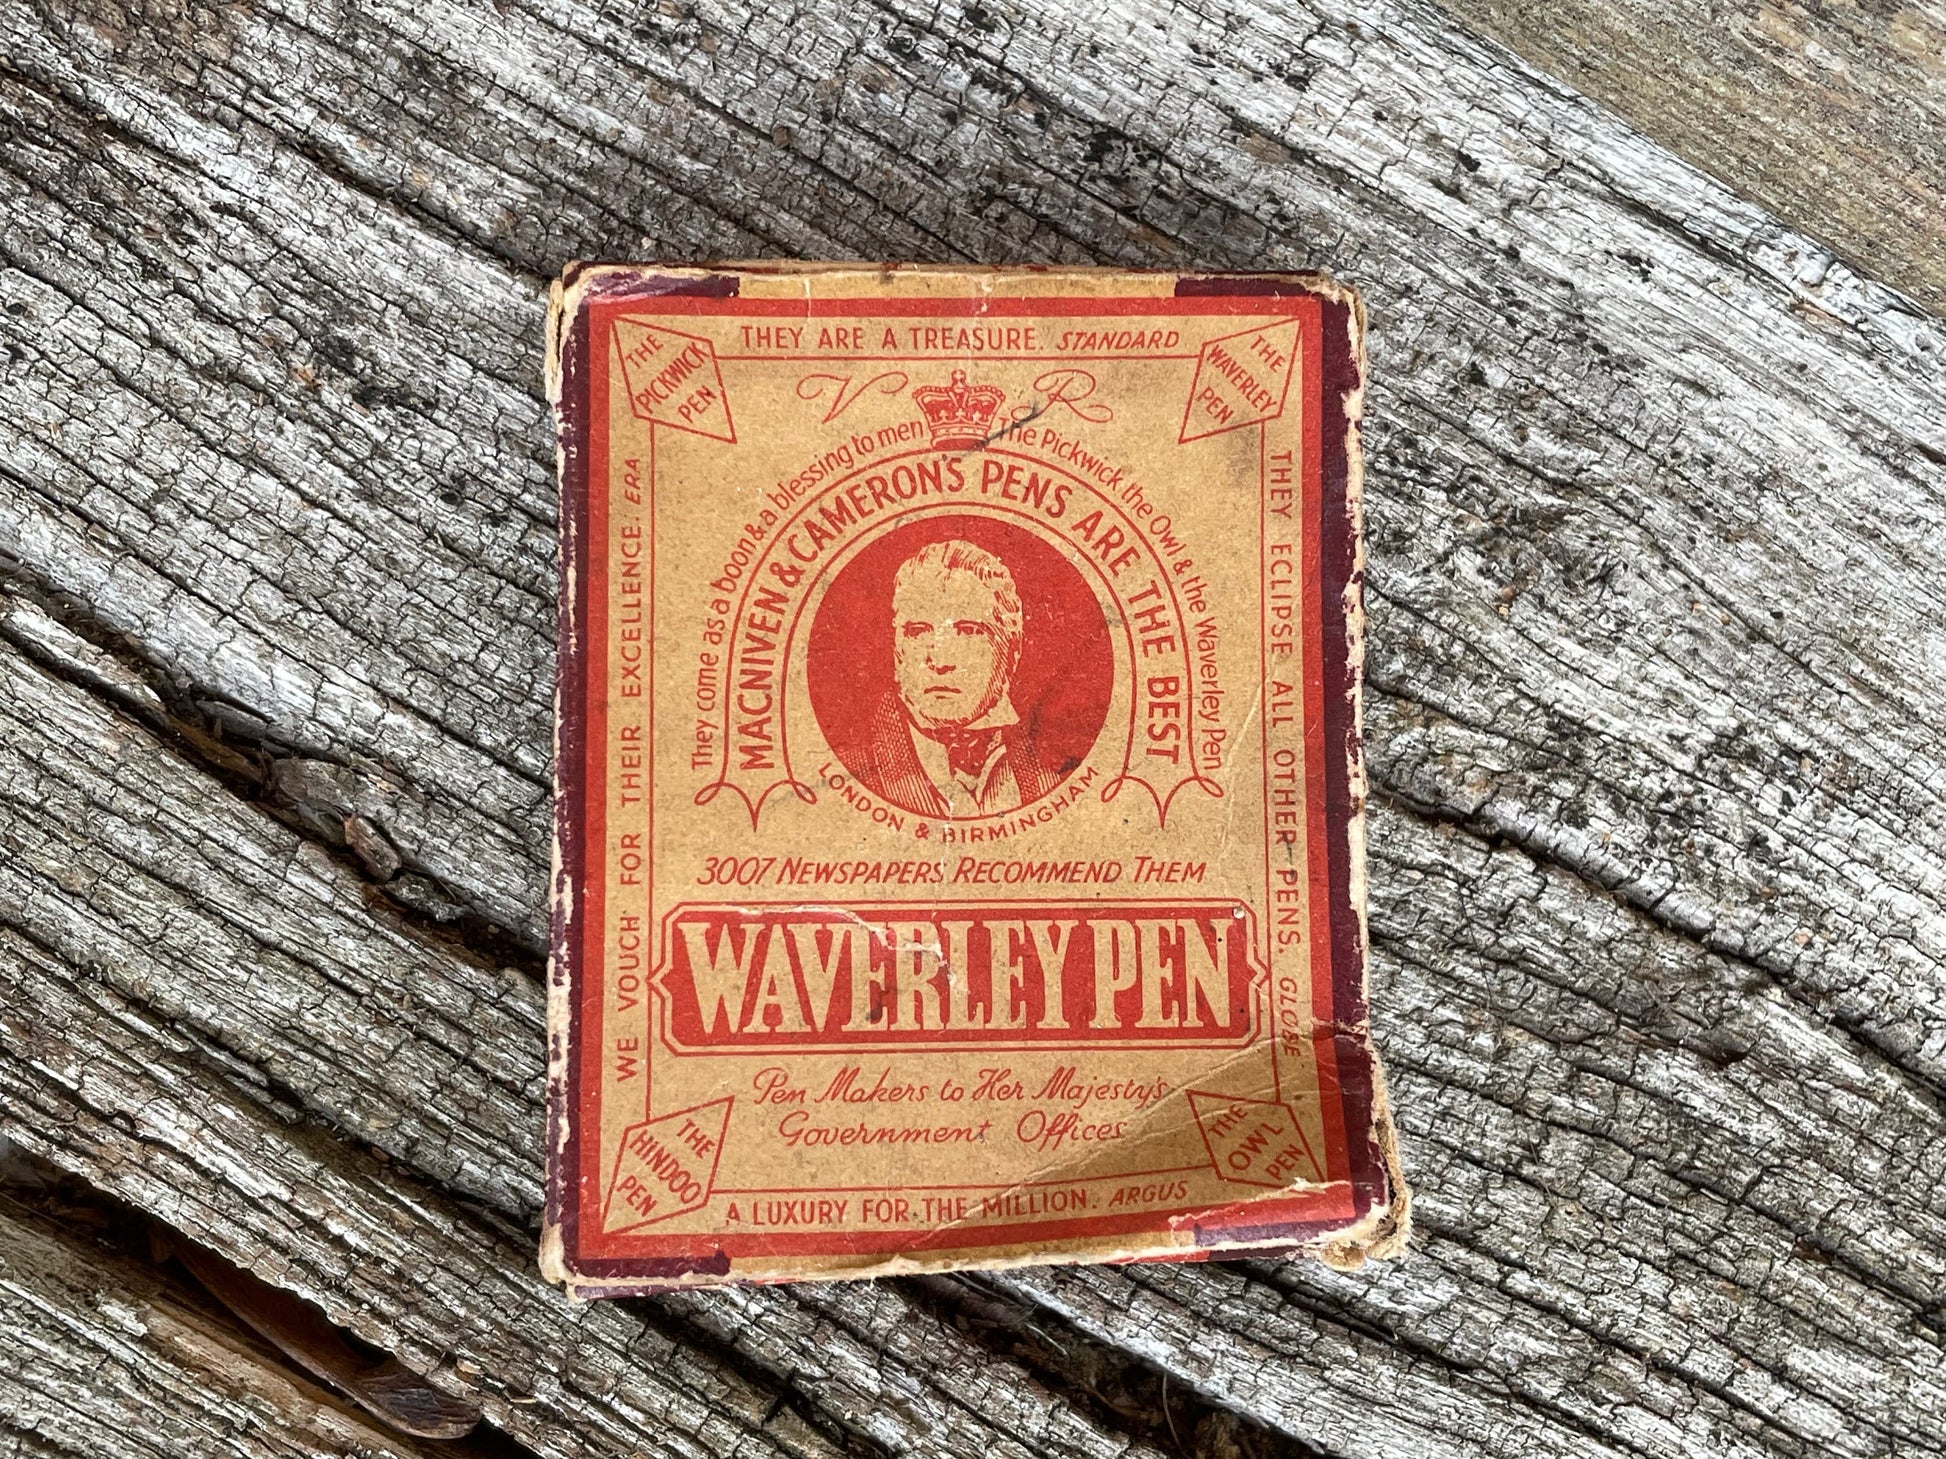 THEY ARE A TREASURE. STANDARD
THE
PICKWICK
PEN
THE
WAVERLEY
PEN
V R
They come as a boon & a blessing to men
The Pickwick the Owl & the Waverley Pen
MACNIVEN & CAMERON'S PENS ARE THE BEST
LONDON & BIRMINGHAM
WE VOUCH FOR THEIR EXCELLENCE. ERA
THEY ECLIPSE ALL OTHER PENS. GLOBE
3007 NEWSPAPERS RECOMMEND THEM
WAVERLEY PEN
Pen Makers to Her Majesty's
Government Offices
THE
HINDOO
PEN
THE
OWL
PEN
A LUXURY FOR THE MILLION. ARGUS